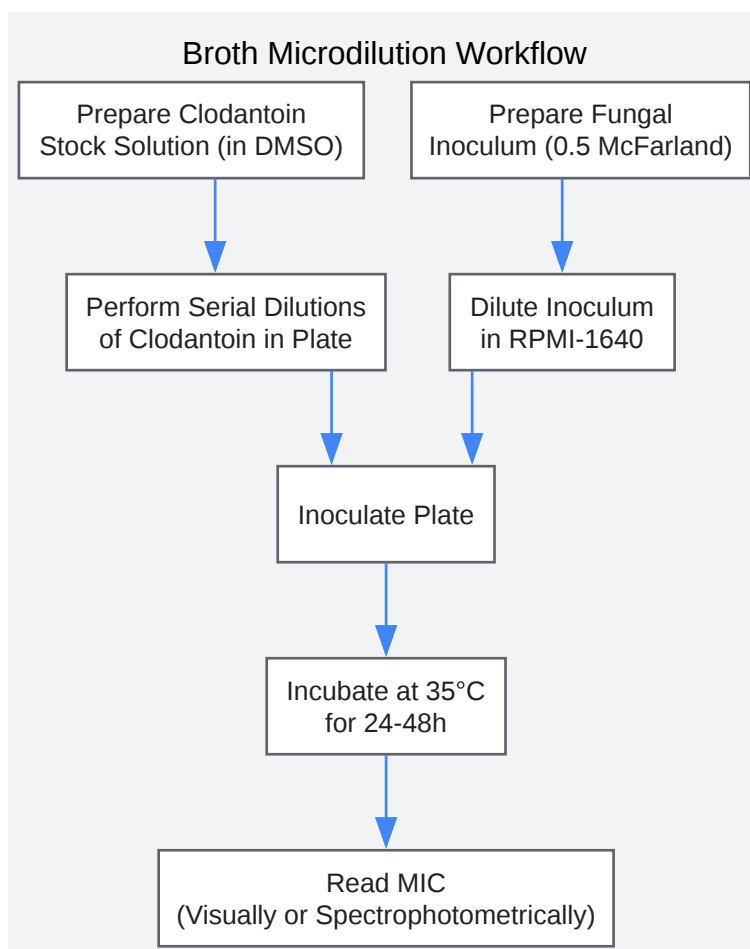 Broth Microdilution Workflow
Prepare Clodantoin
Stock Solution (in DMSO)
Prepare Fungal
Inoculum (0.5 McFarland)
Perform Serial Dilutions
of Clodantoin in Plate
Dilute Inoculum
in RPMI-1640
Inoculate Plate
Incubate at 35°C
for 24-48h
Read MIC
(Visually or Spectrophotometrically)